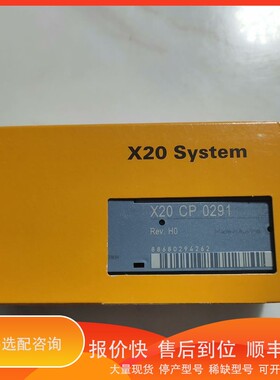 X20 System
X20 CP 0291
Rev. H0
88680294262
选配咨询
报价快 售后到位 顺丰
大量现货 停产型号 稀缺型号 可开